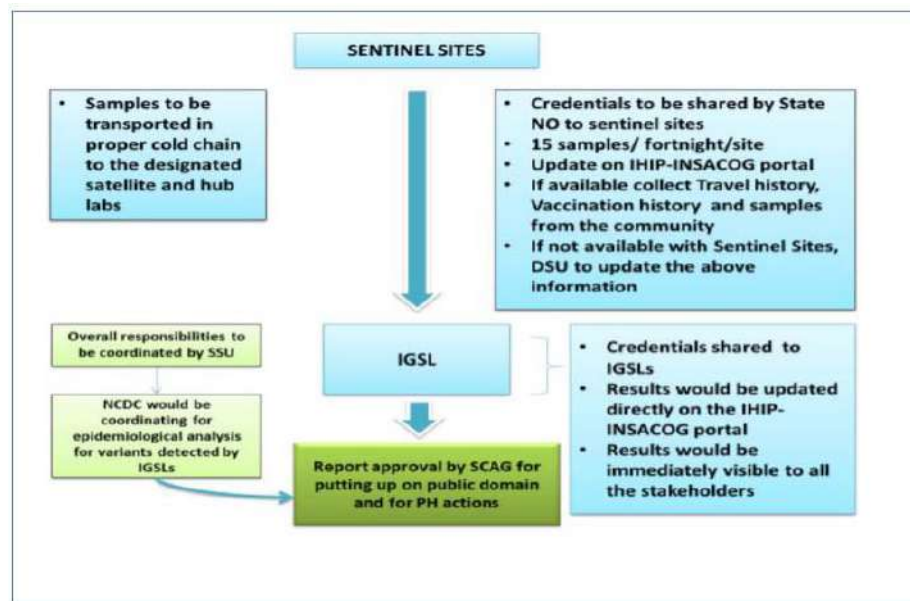 SENTINEL SITES
• Samples to be
transported in
proper cold chain
to the designated
satellite and hub
labs
• Credentials to be shared by State
NO to sentinel sites
• 15 samples/ fortnight/site
• Update on IHIP-INSACOG portal
• If available collect Travel history,
Vaccination history and samples
from the community
• If not available with Sentinel Sites,
DSU to update the above
information
Overall responsibilities to
be coordinated by SSU
NCDC would be
coordinating for
epidemiological analysis
for variants detected by
IGSLs
IGSL
• Credentials shared to
IGSLs
• Results would be updated
directly on the IHIP-
INSACOG portal
• Results would be
immediately visible to all
the stakeholders
Report approval by SCAG for
putting up on public domain
and for PH actions